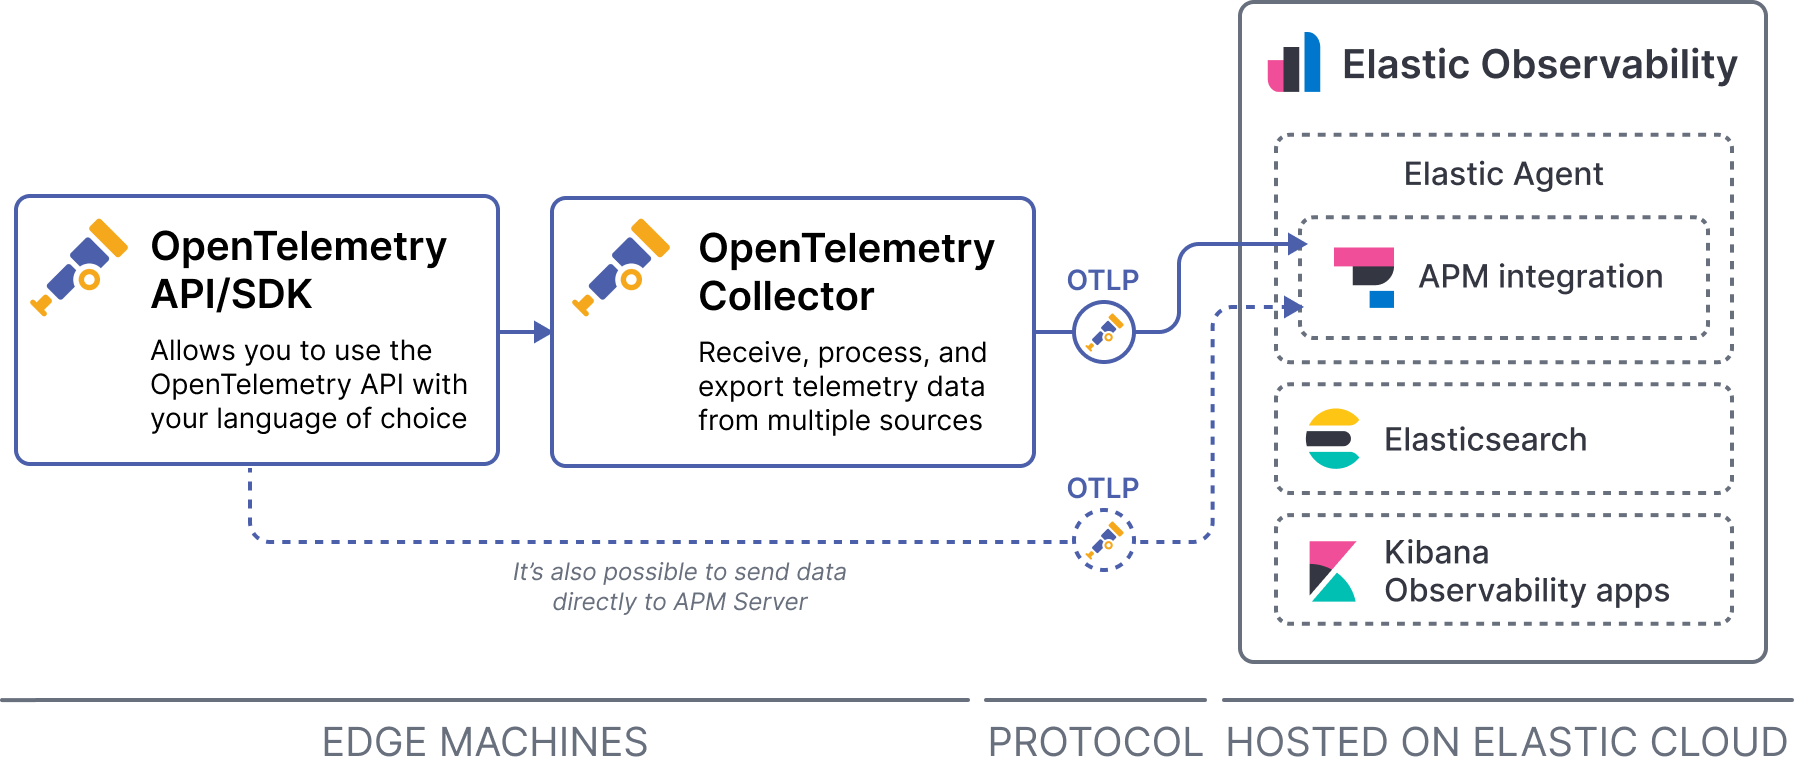 Elastic Observability
Elastic Agent
APM integration
Elasticsearch
Kibana
Observability apps
OpenTelemetry
API/SDK
Allows you to use the
OpenTelemetry API with
your language of choice
OpenTelemetry
Collector
Receive, process, and
export telemetry data
from multiple sources
OTLP
OTLP
It's also possible to send data
directly to APM Server
EDGE MACHINES
PROTOCOL
HOSTED ON ELASTIC CLOUD